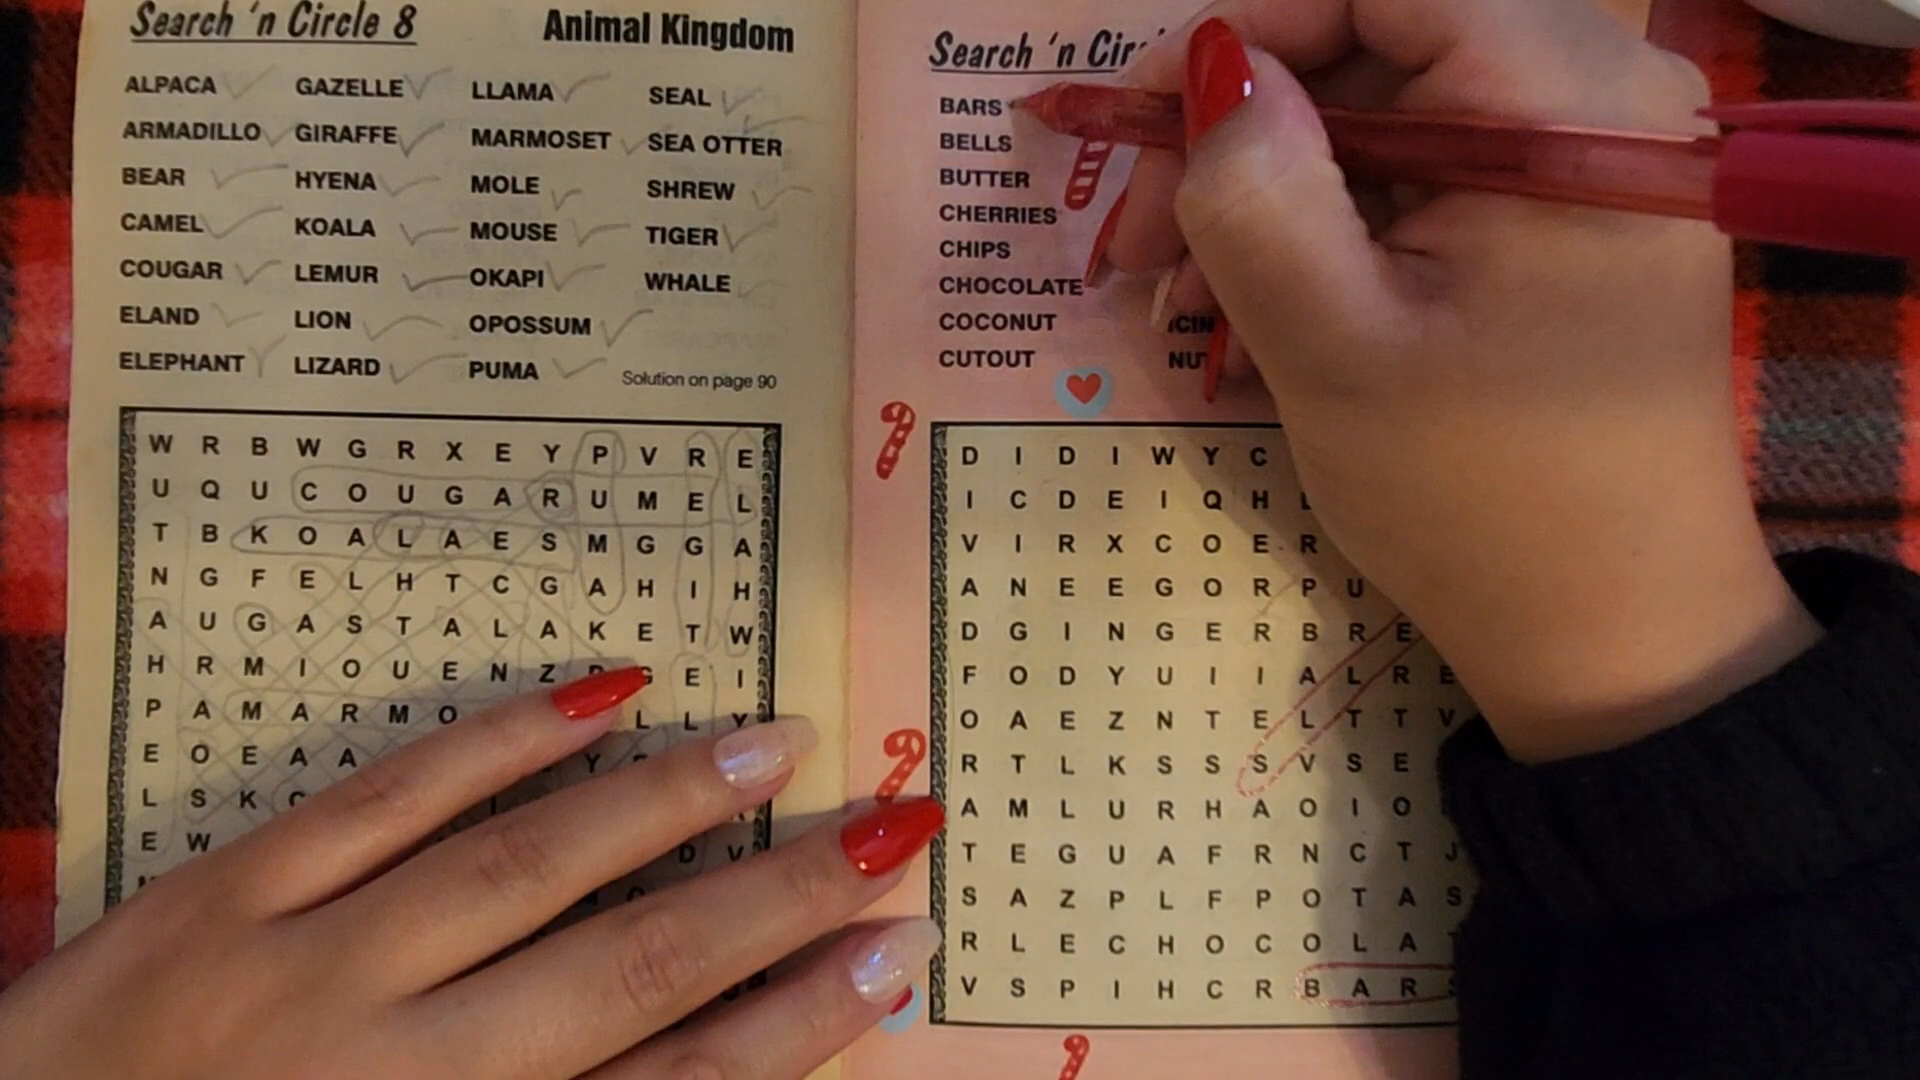 Search 'n Circle 8
Animal Kingdom
ALPACA GAZELLE LLAMA SEAL
ARMADILLO GIRAFFE MARMOSET SEA OTTER
BEAR HYENA MOLE SHREW
CAMEL KOALA MOUSE TIGER
COUGAR LEMUR OKAPI WHALE
ELAND LION OPOSSUM
ELEPHANT LIZARD PUMA
Solution on page 90
W R B W G R X E Y P V R E
U Q U C O U G A R U M E L
T B K O A L A E S M G G A
N G F E L H T C G A H I H
A U G A S T A L A K E T W
H R M I O U E N Z G E I
P A M A R M O L L Y
E O E A A Y
L S K C
E W D V
Search 'n
BARS
BELLS
BUTTER
CHERRIES
CHIPS
CHOCOLATE
COCONUT
CUTOUT
D I D I W Y C
I C D E I Q H
V I R X C O E R
A N E E G O R P U
D G I N G E R B R E
F O D Y U I I A L R E
O A E Z N T E L T T V
R T L K S S S V S E
A M L U R H A O I O
T E G U A F R N C T J
S A Z P L F P O T A S
R L E C H O C O L A
V S P I H C R B A R S